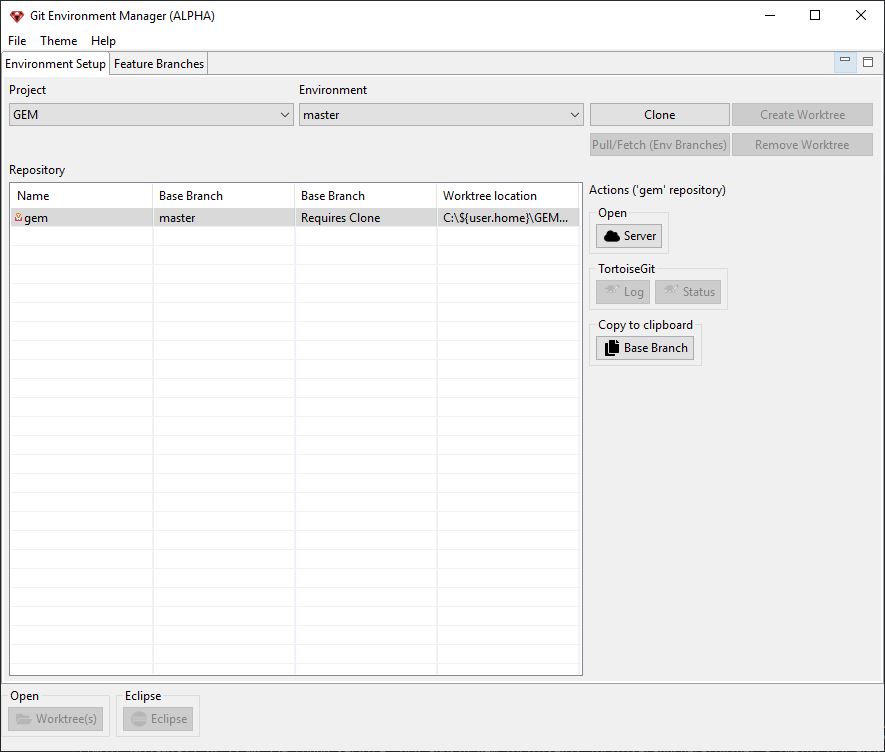 Git Environment Manager (ALPHA)
File Theme Help
Environment Setup Feature Branches
Project Environment
GEM master Clone Create Worktree
Pull/Fetch (Env Branches) Remove Worktree
Repository
Name Base Branch Base Branch Worktree location
gem master Requires Clone C:\${user.home}\GEM...
Actions ('gem' repository)
Open
Server
TortoiseGit
Log Status
Copy to clipboard
Base Branch
Open Eclipse
Worktree(s) Eclipse